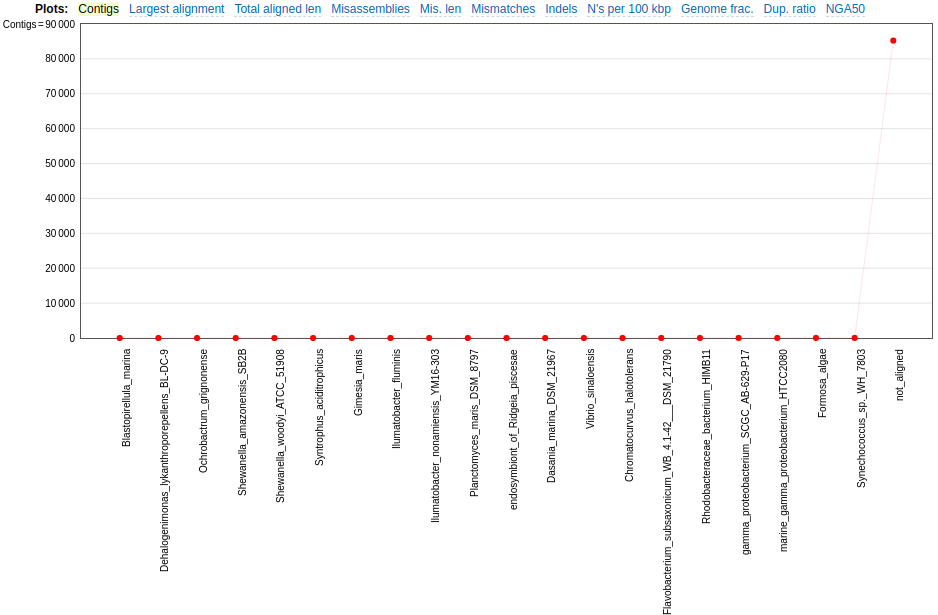 Plots: Contigs Largest alignment Total aligned len Misassemblies Mis. len Mismatches Indels N's per 100 kbp Genome frac. Dup. ratio NGA50
Contigs = 90 000
80 000
70 000
60 000
50 000
40 000
30 000
20 000
10 000
0
Blastopirellula_marina
Dehalogenimonas_lykanthroporepellens_BL-DC-9
Ochrobactrum_grignonense
Shewanella_amazonensis_SB2B
Shewanella_woodyi_ATCC_51908
Syntrophus_aciditrophicus
Gimesia_maris
Ilumatobacter_fluminis
Ilumatobacter_nonamiensis_YM16-303
Planctomyces_maris_DSM_8797
endosymbiont_of_Ridgeia_piscesae
Dasania_marina_DSM_21967
Vibrio_sinaloensis
Chromatocurvus_halotolerans
Flavobacterium_subsaxonicum_WB_4.1-42___DSM_21790
Rhodobacteraceae_bacterium_HIMB11
gamma_proteobacterium_SCGC_AB-629-P17
marine_gamma_proteobacterium_HTCC2080
Formosa_algae
Synechococcus_sp._WH_7803
not_aligned